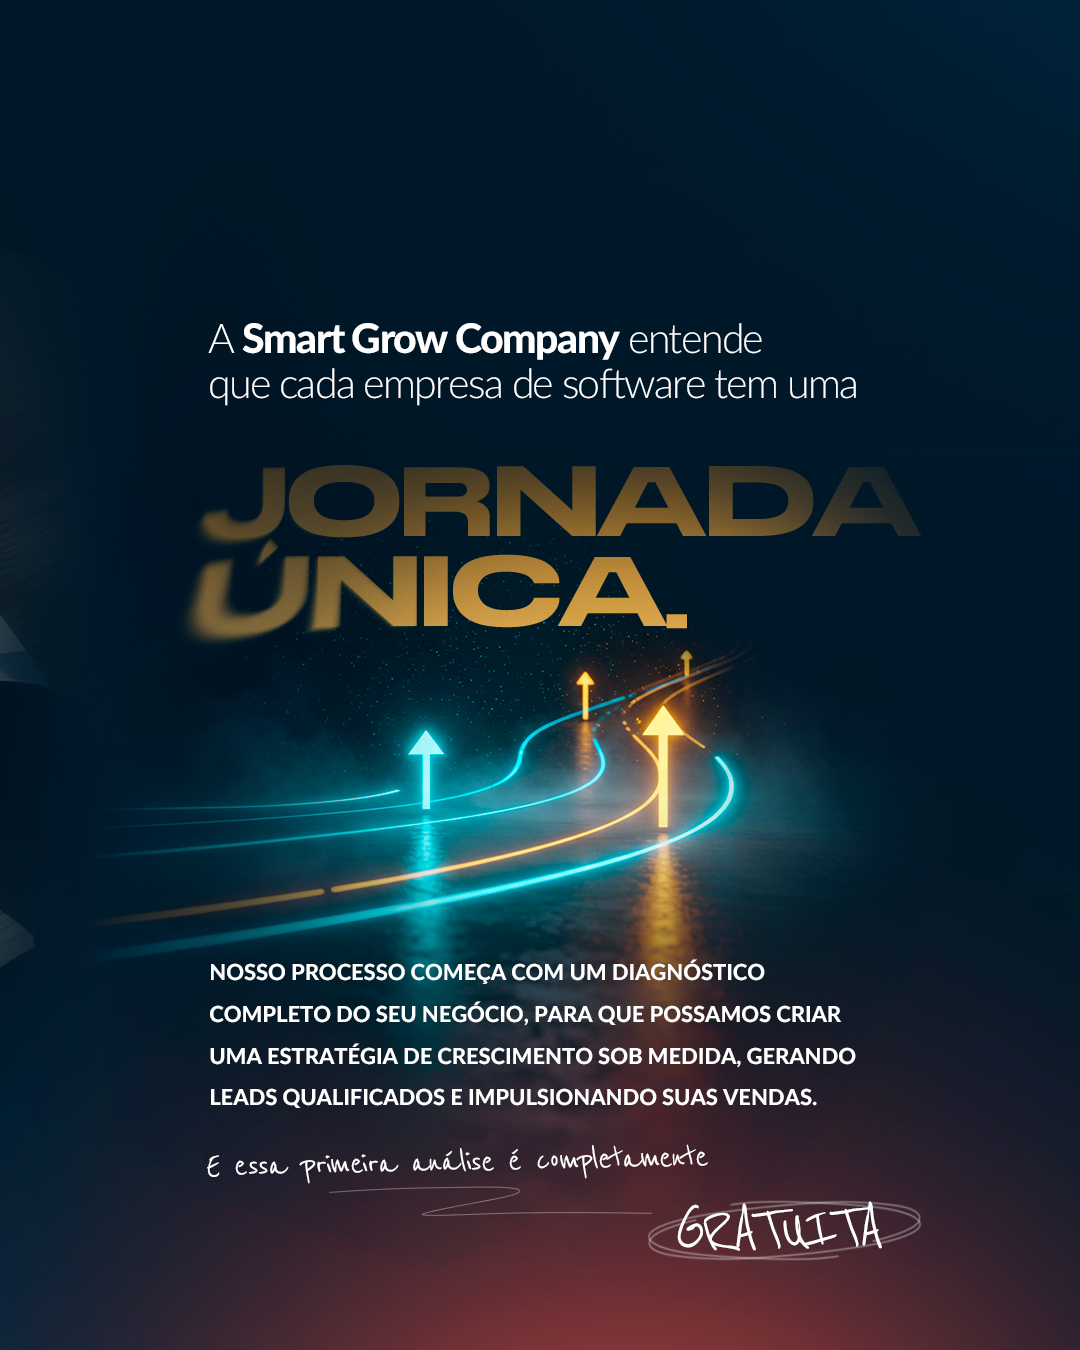 A Smart Grow Company entende
que cada empresa de software tem uma
JORNADA
ÚNICA.
NOSSO PROCESSO COMEÇA COM UM DIAGNÓSTICO
COMPLETO DO SEU NEGÓCIO, PARA QUE POSSAMOS CRIAR
UMA ESTRATÉGIA DE CRESCIMENTO SOB MEDIDA, GERANDO
LEADS QUALIFICADOS E IMPULSIONANDO SUAS VENDAS.
E essa primeira análise é completamente
GRATUITA